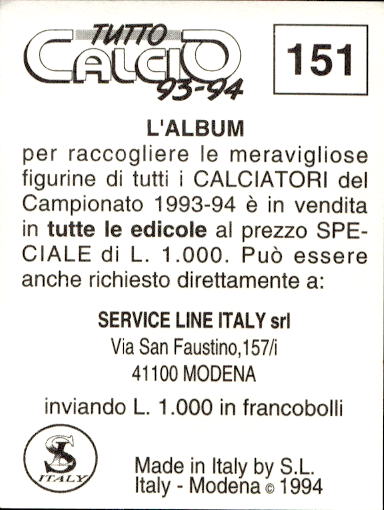 TUTTO
CALCIO
93-94
151
L'ALBUM
per raccogliere le meravigliose
figurine di tutti i CALCIATORI del
Campionato 1993-94 è in vendita
in tutte le edicole al prezzo SPE-
CIALE di L. 1.000. Può essere
anche richiesto direttamente a:
SERVICE LINE ITALY srl
Via San Faustino,157/i
41100 MODENA
inviando L. 1.000 in francobolli
SL
ITALY
Made in Italy by S.L.
Italy - Modena © 1994